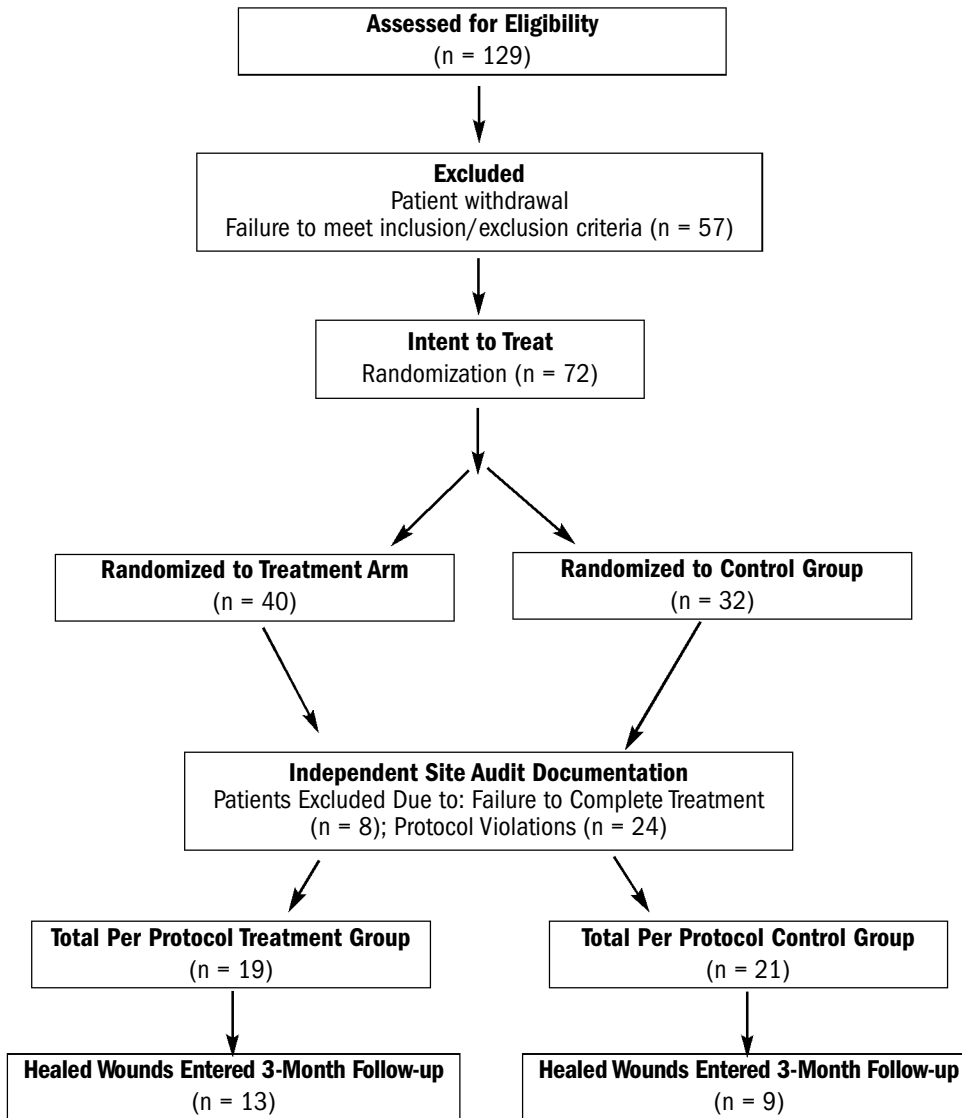 Assessed for Eligibility
(n = 129)
Excluded
Patient withdrawal
Failure to meet inclusion/exclusion criteria (n = 57)
Intent to Treat
Randomization (n = 72)
Randomized to Treatment Arm
(n = 40)
Randomized to Control Group
(n = 32)
Independent Site Audit Documentation
Patients Excluded Due to: Failure to Complete Treatment
(n = 8); Protocol Violations (n = 24)
Total Per Protocol Treatment Group
(n = 19)
Total Per Protocol Control Group
(n = 21)
Healed Wounds Entered 3-Month Follow-up
(n = 13)
Healed Wounds Entered 3-Month Follow-up
(n = 9)